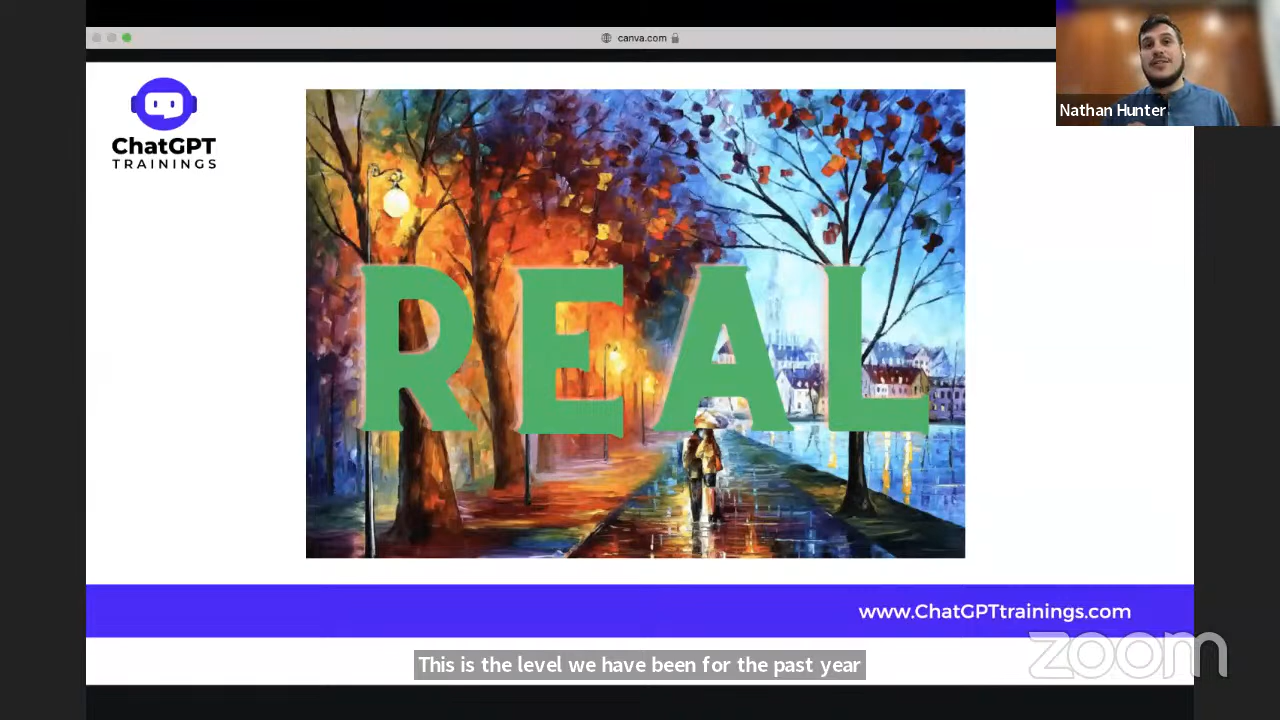 canva.com
Nathan Hunter
ChatGPT
TRAININGS
REAL
www.ChatGPTtrainings.com
This is the level we have been for the past year
zoom